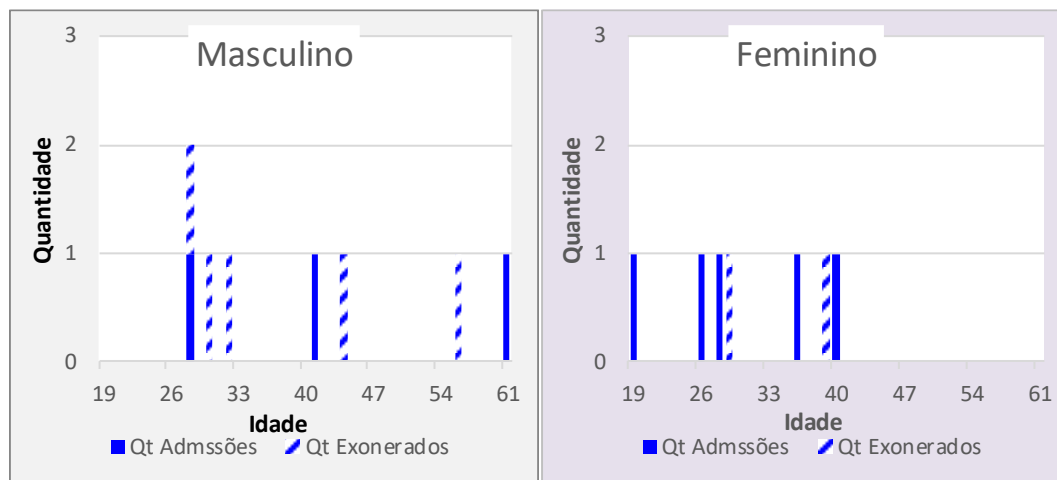 Masculino
3
2
1
0
Quantidade
19 26 33 40 47 54 61
Idade
Qt Admssões Qt Exonerados
Feminino
3
2
1
0
Quantidade
19 26 33 40 47 54 61
Idade
Qt Admssões Qt Exonerados